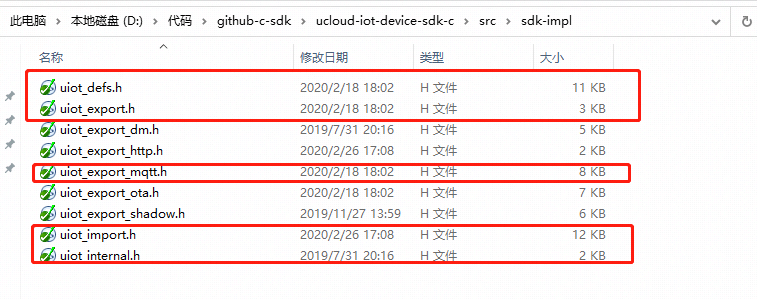 此电脑 › 本地磁盘 (D:) › 代码 › github-c-sdk › ucloud-iot-device-sdk-c › src › sdk-impl
名称 修改日期 类型 大小
uiot_defs.h 2020/2/18 18:02 H 文件 11 KB
uiot_export.h 2020/2/18 18:02 H 文件 3 KB
uiot_export_dm.h 2019/7/31 20:16 H 文件 5 KB
uiot_export_http.h 2020/2/26 17:08 H 文件 2 KB
uiot_export_mqtt.h 2020/2/18 18:02 H 文件 8 KB
uiot_export_ota.h 2020/2/18 18:02 H 文件 7 KB
uiot_export_shadow.h 2019/11/27 13:59 H 文件 6 KB
uiot_import.h 2020/2/26 17:08 H 文件 12 KB
uiot_internal.h 2019/7/31 20:16 H 文件 2 KB